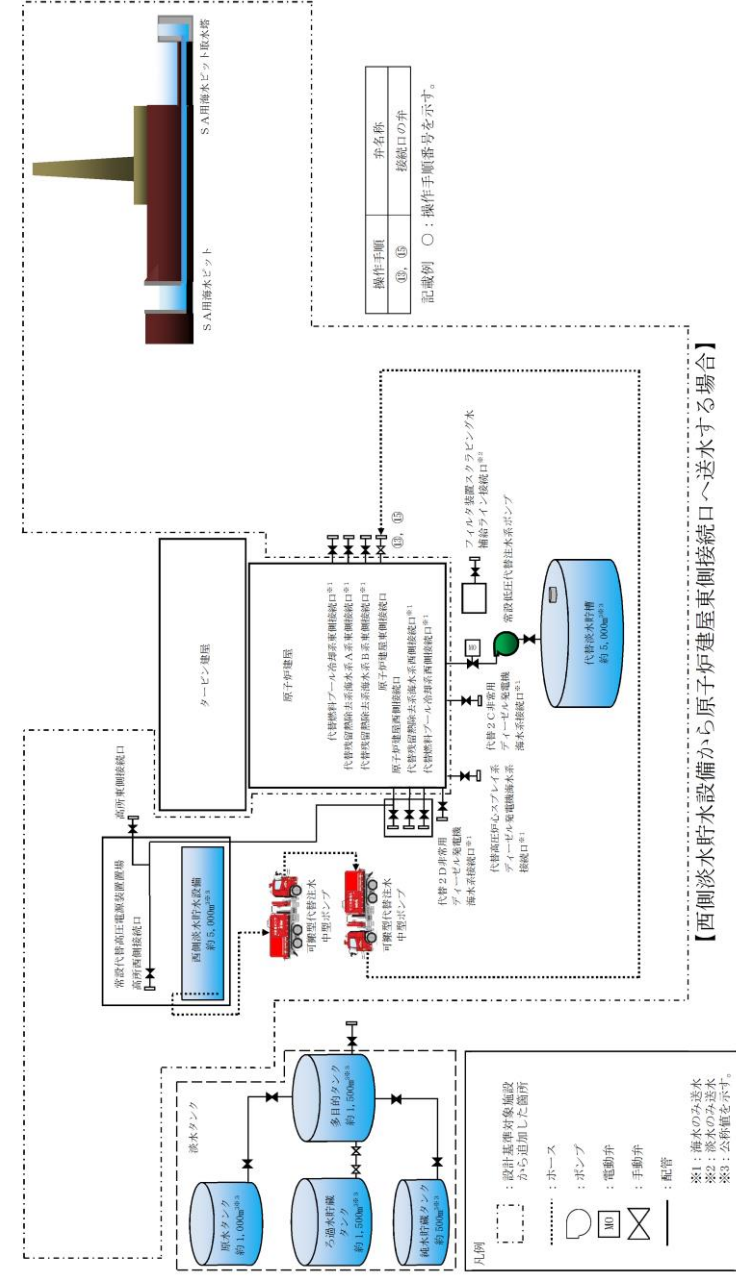 ＳＡ用海水ピット取水塔
ＳＡ用海水ピット
操作手順
弁名称
⑬，⑮
接続口の弁
記載例　○：操作手順番号を示す。
タービン建屋
原子炉建屋
代替燃料プール冷却系東側接続口※1
代替残留熱除去系海水系Ａ系東側接続口※1
代替残留熱除去系海水系Ｂ系東側接続口※1
原子炉建屋東側接続口
原子炉建屋西側接続口
代替残留熱除去系海水系西側接続口※1
代替燃料プール冷却系西側接続口※1
⑬，⑮
フィルタ装置スクラビング水
補給ライン接続口※2
常設低圧代替注水系ポンプ
MO
代替淡水貯槽
約5,000m³※3
代替２Ｃ非常用
ディーゼル発電機
海水系接続口※1
代替高圧炉心スプレイ系
ディーゼル発電機海水系
接続口※1
代替２Ｄ非常用
ディーゼル発電機
海水系接続口※1
高所東側接続口
常設代替高圧電源装置置場
高所西側接続口
西側淡水貯水設備
約5,000m³※3
可搬型代替注水
中型ポンプ
可搬型代替注水
中型ポンプ
淡水タンク
原水タンク
約1,000m³※3
ろ過水貯蔵
タンク
約1,500m³※3
純水貯蔵タンク
約500m³※3
多目的タンク
約1,500m³※3
凡例
：設計基準対象施設
から追加した箇所
：ホース
：ポンプ
MO
：電動弁
：手動弁
：配管
※1：海水のみ送水
※2：淡水のみ送水
※3：公称値を示す。
【西側淡水貯水設備から原子炉建屋東側接続口へ送水する場合】